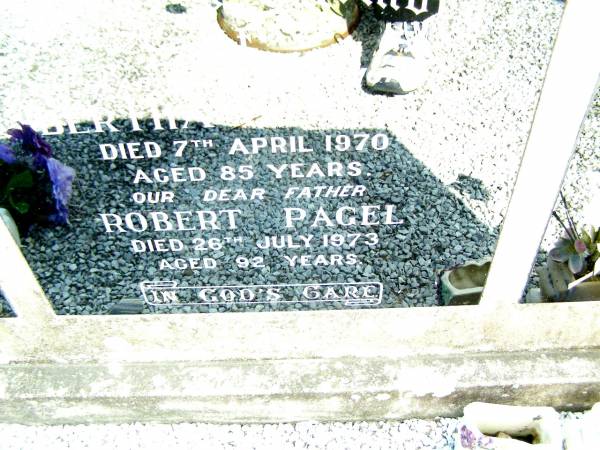 BERTHA
DIED 7TH APRIL 1970
AGED 85 YEARS.
OUR DEAR FATHER
ROBERT PAGEL
DIED 26TH JULY 1973
AGED 92 YEARS
IN GOD'S CARE